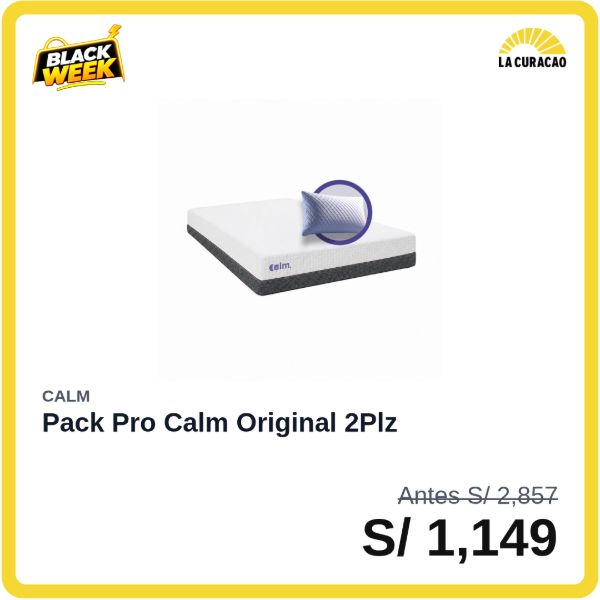 BLACK
WEEK
LA CURACAO
Calm.
CALM
Pack Pro Calm Original 2Plz
Antes S/ 2,857
S/ 1,149